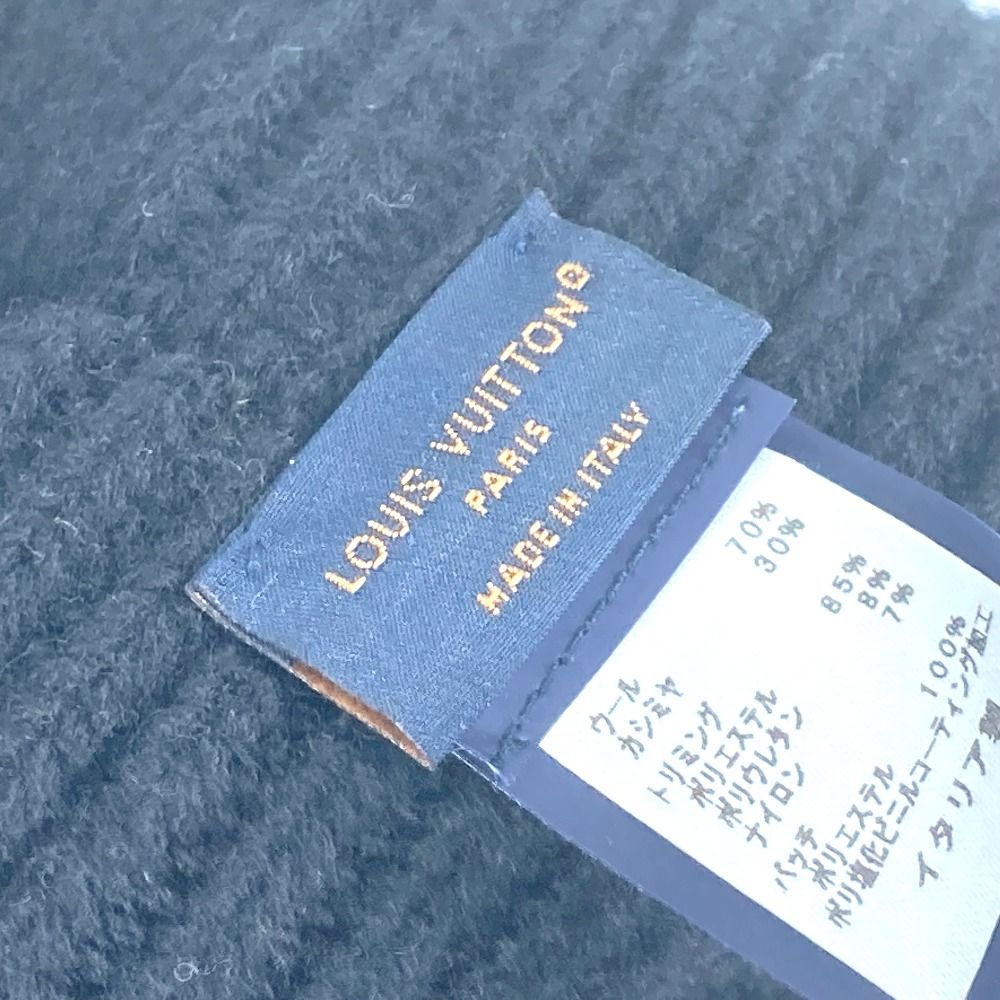 LOUIS VUITTON®
PARIS
MADE IN ITALY
ウール 70%
カシミヤ 30%
トリミング
ポリエステル 85%
ポリウレタン 8%
ナイロン 7%
パッチ
ポリエステル 100%
ポリ塩化ビニールコーティング加工
イタリア製